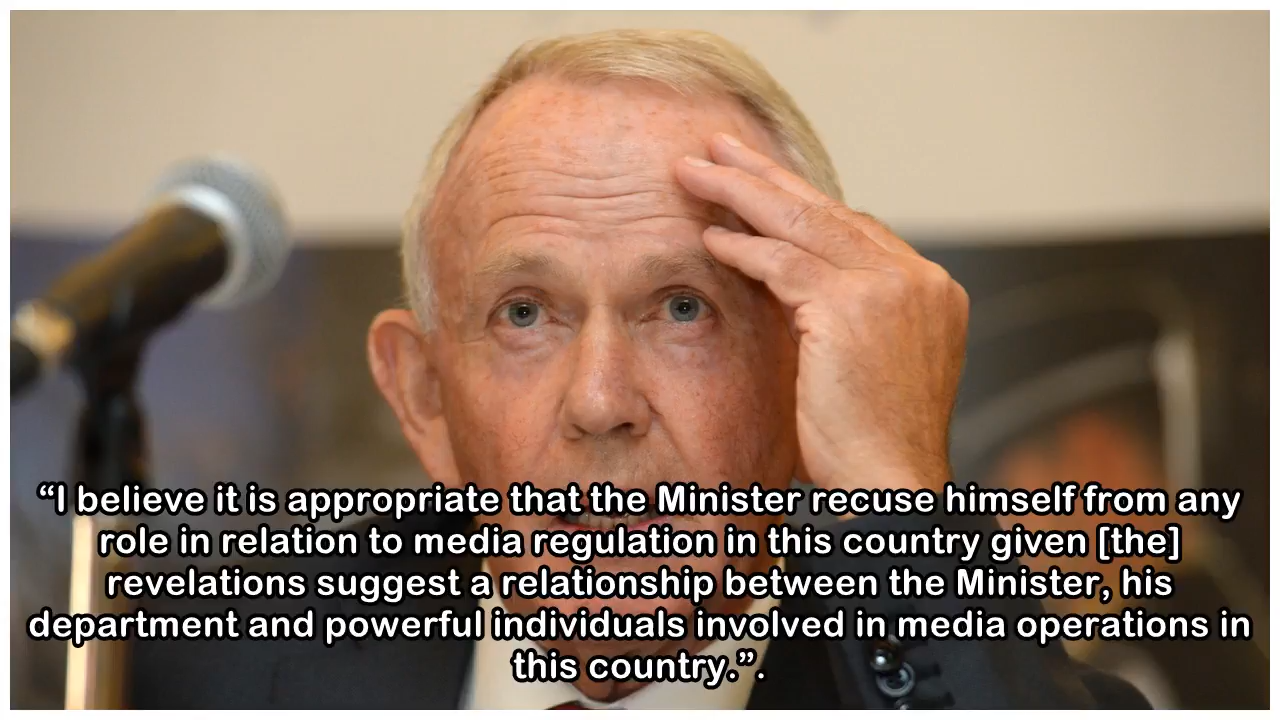 “I believe it is appropriate that the Minister recuse himself from any
role in relation to media regulation in this country given [the]
revelations suggest a relationship between the Minister, his
department and powerful individuals involved in media operations in
this country.”.